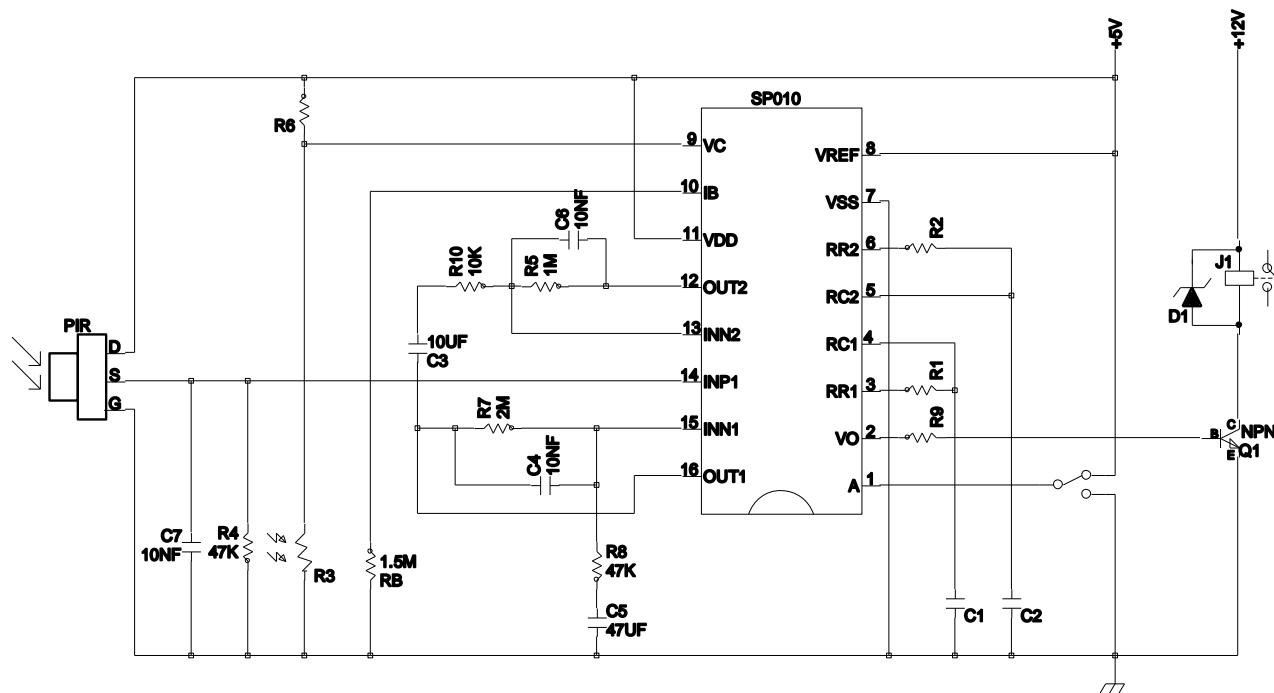 +5V
+12V
SP010
R6
9 VC
VREF 8
10 IB
C6
10NF
VSS 7
11 VDD
R2
RR2 6
R10
10K
R5
1M
12 OUT2
RC2 5
J1
D1
PIR
13 INN2
RC1 4
10UF
C3
D
S
G
14 INP1
R1
RR1 3
R7
2M
15 INN1
R9
VO 2
B
C
E
NPN
Q1
C4
10NF
16 OUT1
A 1
C7
10NF
R4
47K
R3
1.5M
RB
R8
47K
C5
47UF
C1
C2